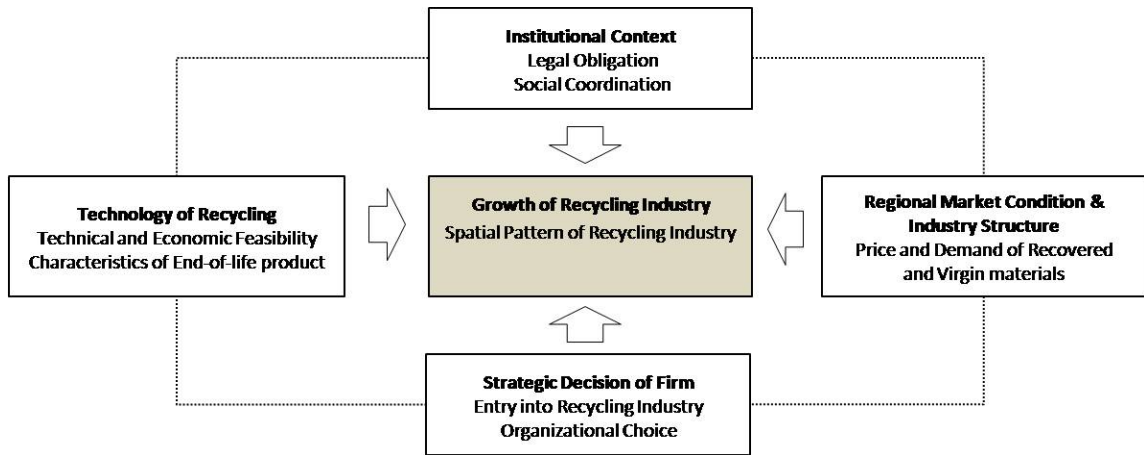 Institutional Context
Legal Obligation
Social Coordination
Technology of Recycling
Technical and Economic Feasibility
Characteristics of End-of-life product
Growth of Recycling Industry
Spatial Pattern of Recycling Industry
Regional Market Condition &
Industry Structure
Price and Demand of Recovered
and Virgin materials
Strategic Decision of Firm
Entry into Recycling Industry
Organizational Choice